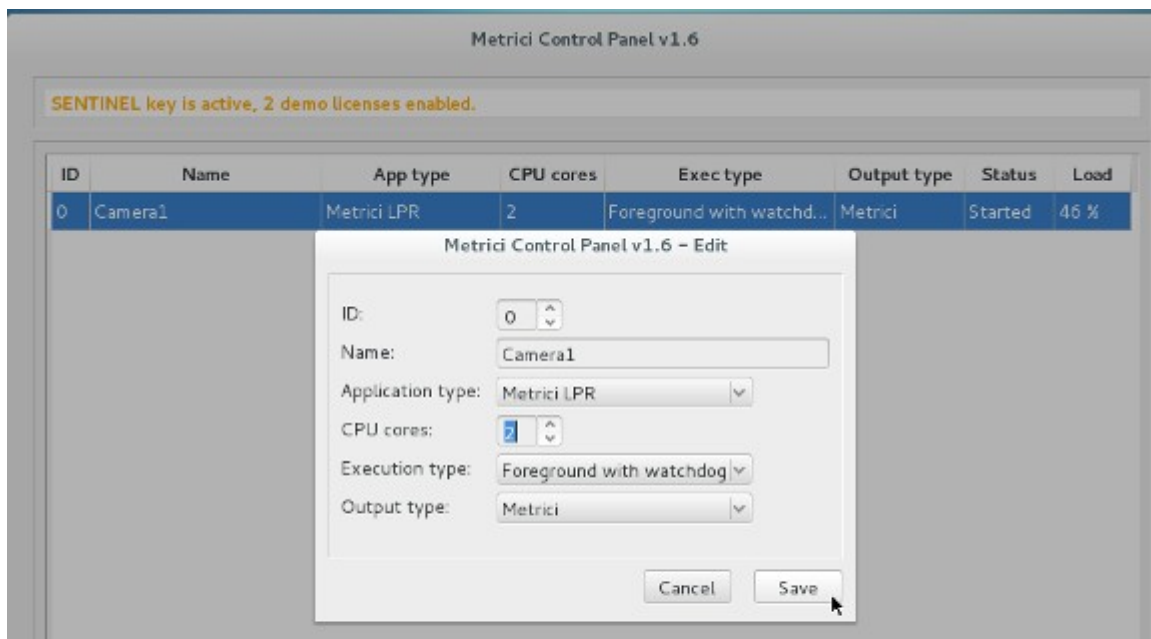 Metrici Control Panel v1.6
SENTINEL key is active, 2 demo licenses enabled.
ID Name App type CPU cores Exec type Output type Status Load
0 Camera1 Metrici LPR 2 Foreground with watchd... Metrici Started 46 %
Metrici Control Panel v1.6 – Edit
ID: 0
Name: Camera1
Application type: Metrici LPR
CPU cores: 2
Execution type: Foreground with watchdog
Output type: Metrici
Cancel Save